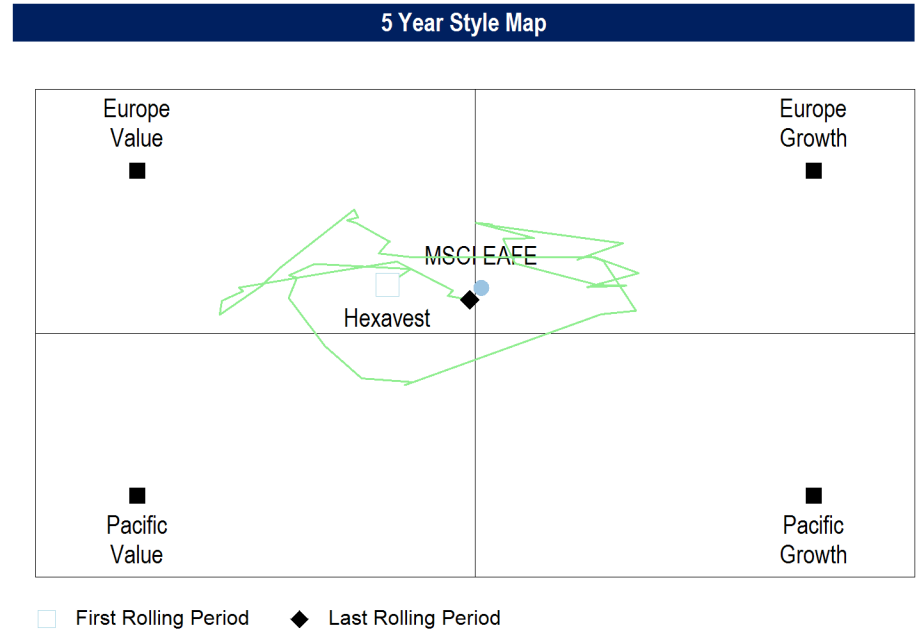 5 Year Style Map
Europe
Value
Europe
Growth
MSCI EAFE
Hexavest
Pacific
Value
Pacific
Growth
First Rolling Period
Last Rolling Period